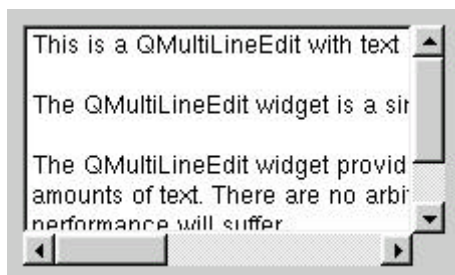 This is a QMultiLineEdit with text
The QMultiLineEdit widget is a sin
The QMultiLineEdit widget provid
amounts of text. There are no arbi
performance will suffer